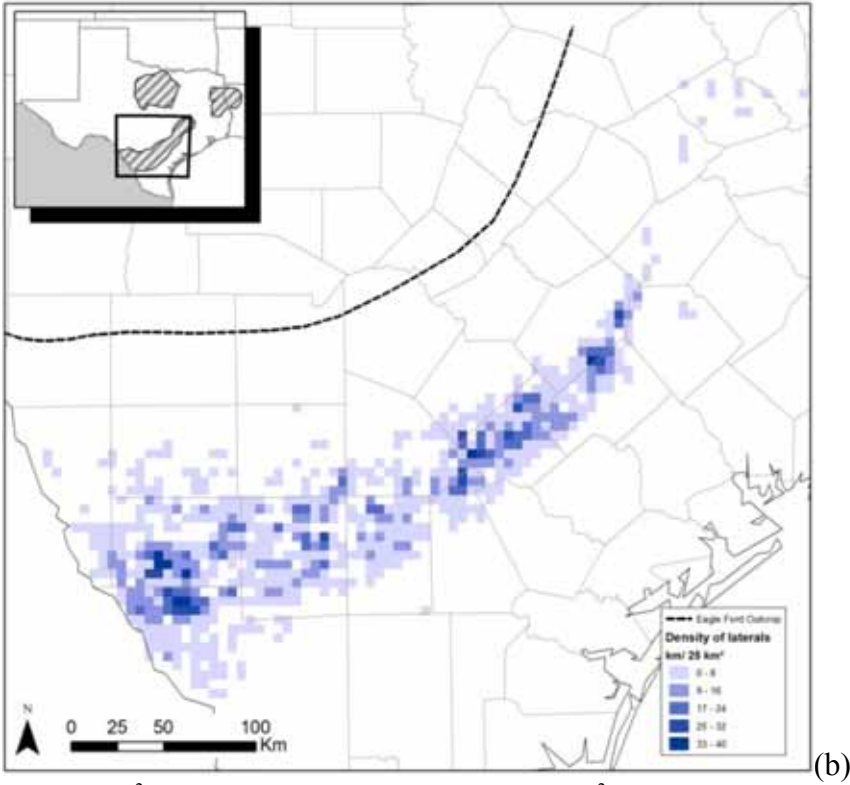 Eagle Ford Outcrop
Density of laterals
km/ 25 km²
0 - 8
9 - 16
17 - 24
25 - 32
33 - 40
N
0 25 50 100
Km
(b)